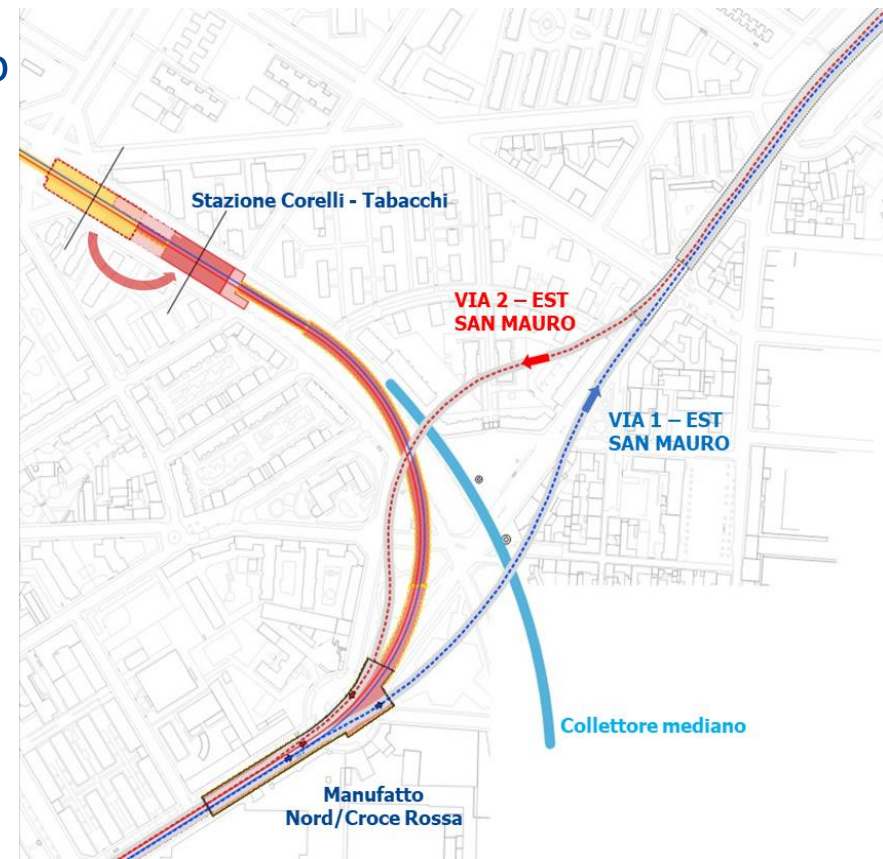 Stazione Corelli - Tabacchi
VIA 2 – EST
SAN MAURO
VIA 1 – EST
SAN MAURO
Collettore mediano
Manufatto
Nord/Croce Rossa